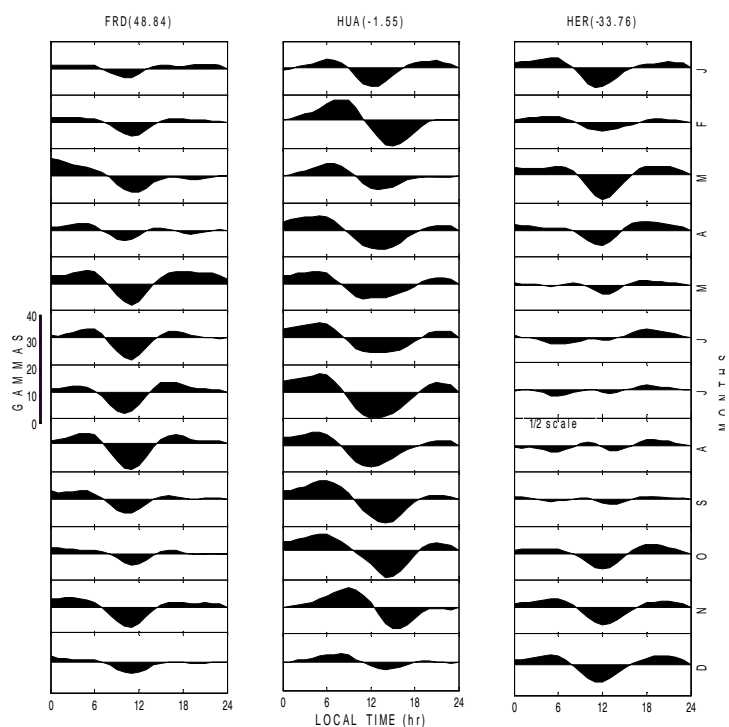 FRD(48.84) HUA(-1.55) HER(-33.76)
J
F
M
A
M
J
J
A
S
O
N
D
GAMMAS
40
30
20
10
0
1/2 scale
MONTHS
0 6 12 18 24 0 6 12 18 24 0 6 12 18 24
LOCAL TIME (hr)